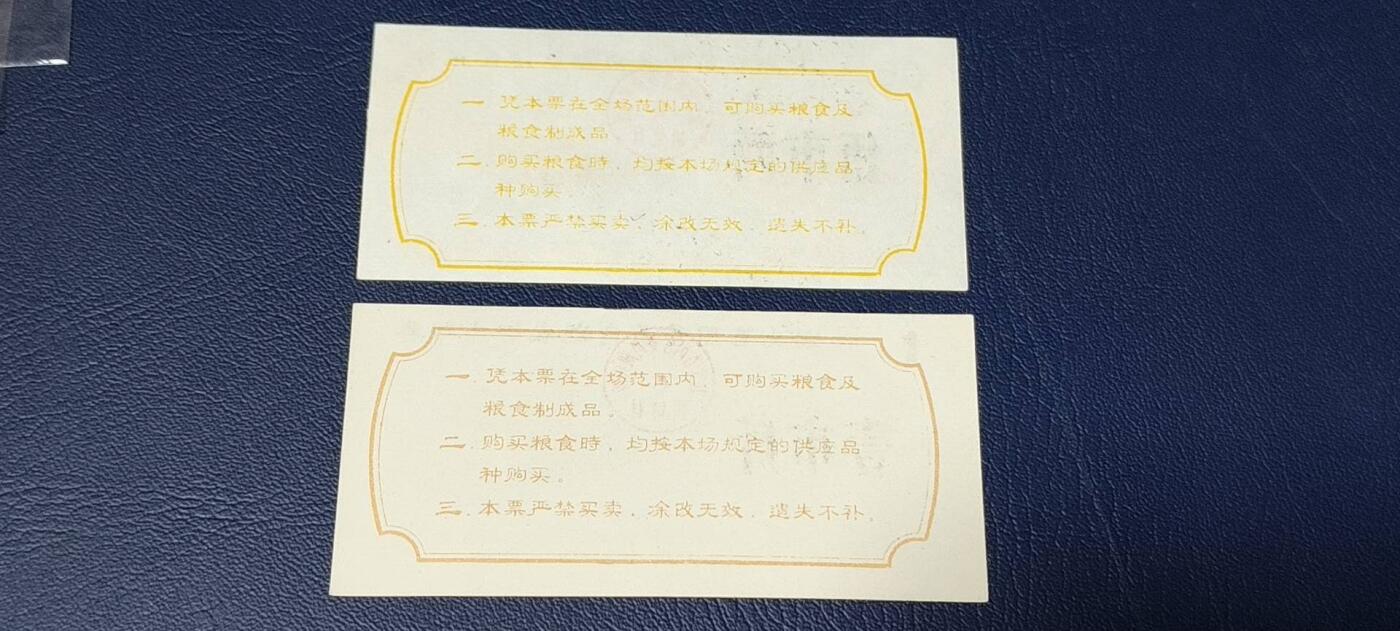 一.凭本票在全场范围内.可购买粮食及
粮食制成品
二.购买粮食時,均按本场规定的供应品
种购买.
三.本票严禁买卖,涂改无效.遗失不补.
一.凭本票在全场范围内.可购买粮食及
粮食制成品.
二.购买粮食時,均按本场规定的供应品
种购买。
三.本票严禁买卖.涂改无效.遗失不补.